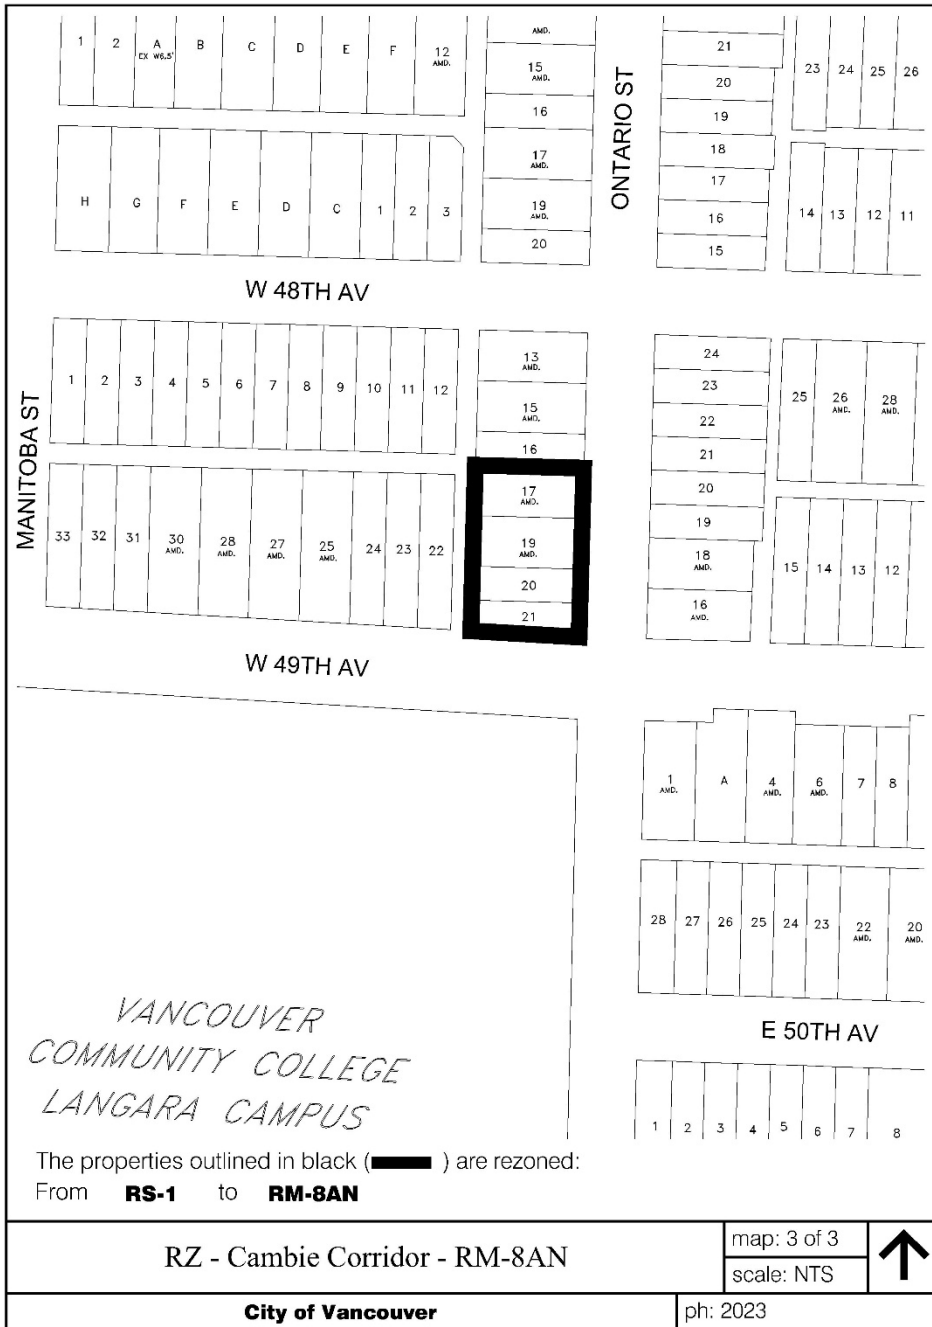 1 2 A B C D E F 12
EX W6.5' AMD.
AMD.
15
AMD.
16
17
AMD.
19
AMD.
20
ONTARIO ST
21
20
19
18
17
16
15
23 24 25 26
14 13 12 11
H G F E D C 1 2 3
W 48TH AV
MANITOBA ST
1 2 3 4 5 6 7 8 9 10 11 12
13
AMD.
15
AMD.
16
17
AMD.
19
AMD.
20
21
24
23
22
21
20
19
18
AMD.
16
AMD.
25 26 28
AMD. AMD.
15 14 13 12
33 32 31 30 28 27 25 24 23 22
AMD. AMD. AMD. AMD.
W 49TH AV
1 A 4 6 7 8
AMD. AMD. AMD.
28 27 26 25 24 23 22 20
AMD. AMD.
E 50TH AV
1 2 3 4 5 6 7 8
VANCOUVER
COMMUNITY COLLEGE
LANGARA CAMPUS
The properties outlined in black ( ) are rezoned:
From RS-1 to RM-8AN
RZ - Cambie Corridor - RM-8AN
map: 3 of 3
scale: NTS
City of Vancouver
ph: 2023